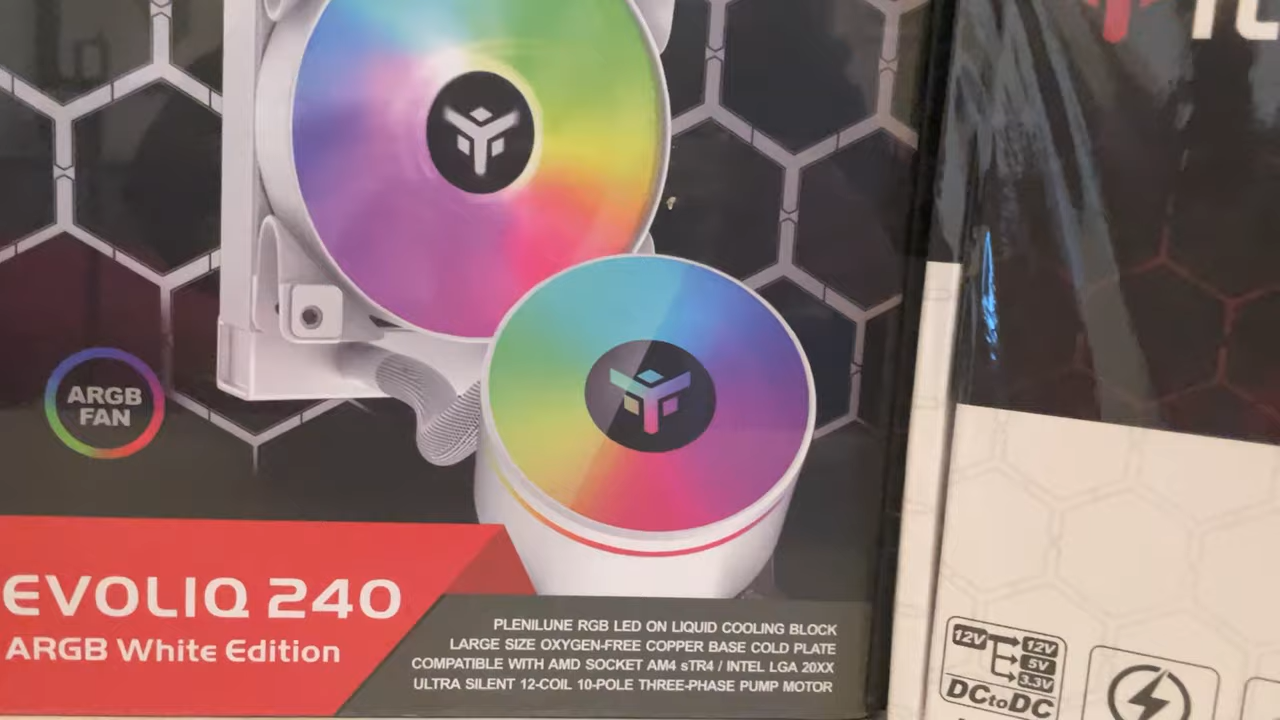 ARGB
FAN
EVOLIQ 240
ARGB White Edition
PLENILUNE RGB LED ON LIQUID COOLING BLOCK
LARGE SIZE OXYGEN-FREE COPPER BASE COLD PLATE
COMPATIBLE WITH AMD SOCKET AM4 sTR4 / INTEL LGA 20XX
ULTRA SILENT 12-COIL 10-POLE THREE-PHASE PUMP MOTOR
12V 12V
5V
3.3V
DCtoDC